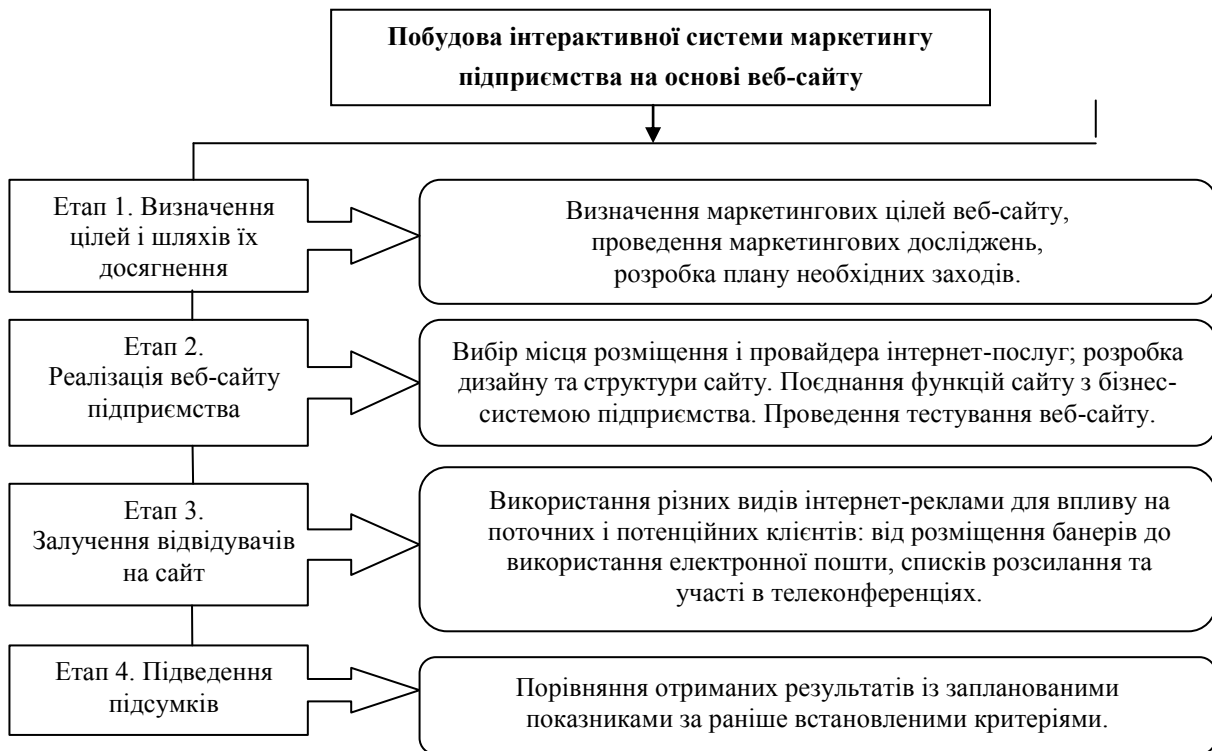 Побудова інтерактивної системи маркетингу
підприємства на основі веб-сайту
Етап 1. Визначення
цілей і шляхів їх
досягнення
Визначення маркетингових цілей веб-сайту,
проведення маркетингових досліджень,
розробка плану необхідних заходів.
Етап 2.
Реалізація веб-сайту
підприємства
Вибір місця розміщення і провайдера інтернет-послуг; розробка
дизайну та структури сайту. Поєднання функцій сайту з бізнес-
системою підприємства. Проведення тестування веб-сайту.
Етап 3.
Залучення відвідувачів
на сайт
Використання різних видів інтернет-реклами для впливу на
поточних і потенційних клієнтів: від розміщення банерів до
використання електронної пошти, списків розсилання та
участі в телеконференціях.
Етап 4. Підведення
підсумків
Порівняння отриманих результатів із запланованими
показниками за раніше встановленими критеріями.